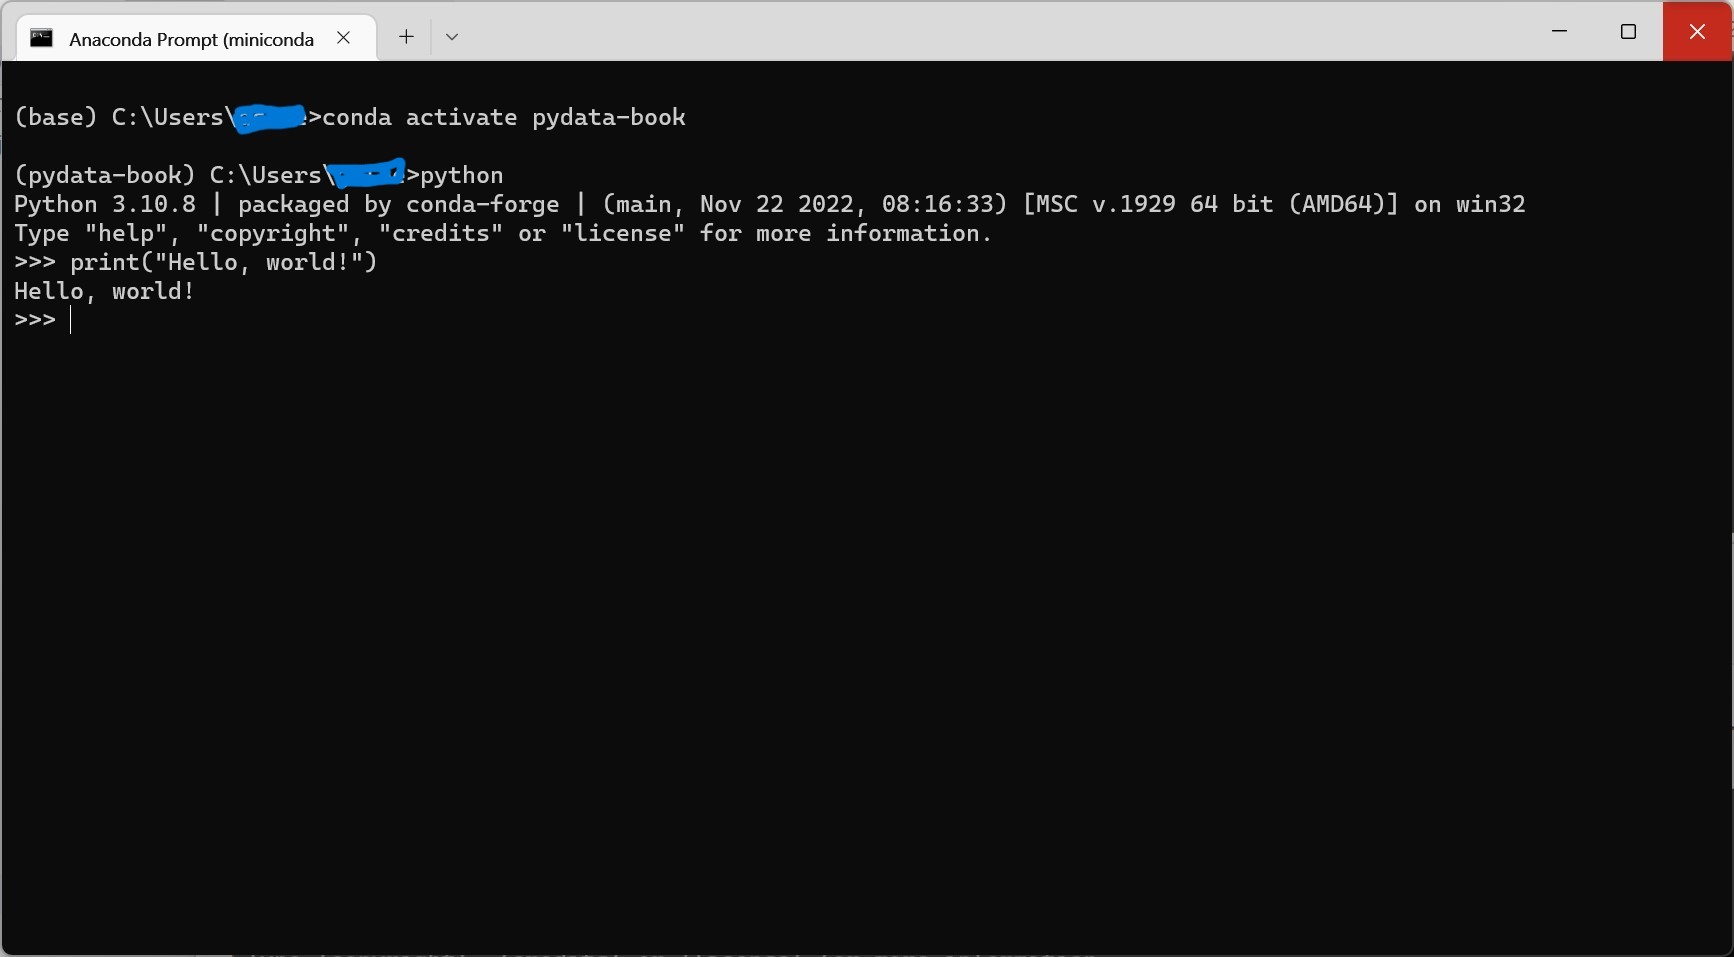 Anaconda Prompt (miniconda
(base) C:\Users\>conda activate pydata-book
(pydata-book) C:\Users\>python
Python 3.10.8 | packaged by conda-forge | (main, Nov 22 2022, 08:16:33) [MSC v.1929 64 bit (AMD64)] on win32
Type "help", "copyright", "credits" or "license" for more information.
>>> print("Hello, world!")
Hello, world!
>>>